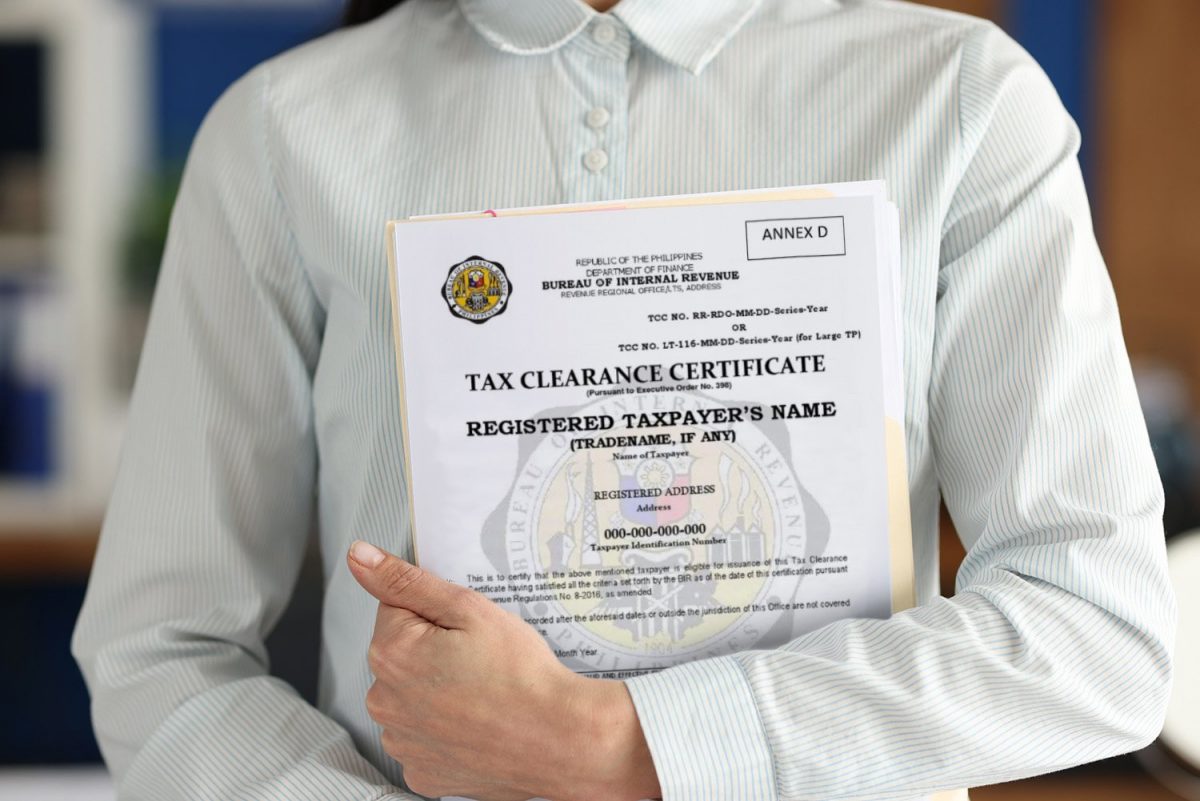 ANNEX D
REPUBLIC OF THE PHILIPPINES
DEPARTMENT OF FINANCE
BUREAU OF INTERNAL REVENUE
REVENUE REGIONAL OFFICE/LTS, ADDRESS
TCC NO. RR-RDO-MM-DD-Series-Year
OR
TCC NO. LT-116-MM-DD-Series-Year (for Large TP)
TAX CLEARANCE CERTIFICATE
(Pursuant to Executive Order No. 398)
REGISTERED TAXPAYER'S NAME
(TRADENAME, IF ANY)
Name of Taxpayer
REGISTERED ADDRESS
Address
000-000-000-000
Taxpayer Identification Number
This is to certify that the above mentioned taxpayer is eligible for issuance of this Tax Clearance
Certificate having satisfied all the criteria set forth by the BIR as of the date of this certification pursuant
Regulations No. 8-2016, as amended.
after the aforesaid dates or outside the jurisdiction of this Office are not covered
Month Year
BUREAU OF INTERNAL REVENUE
PHILIPPINES
1904